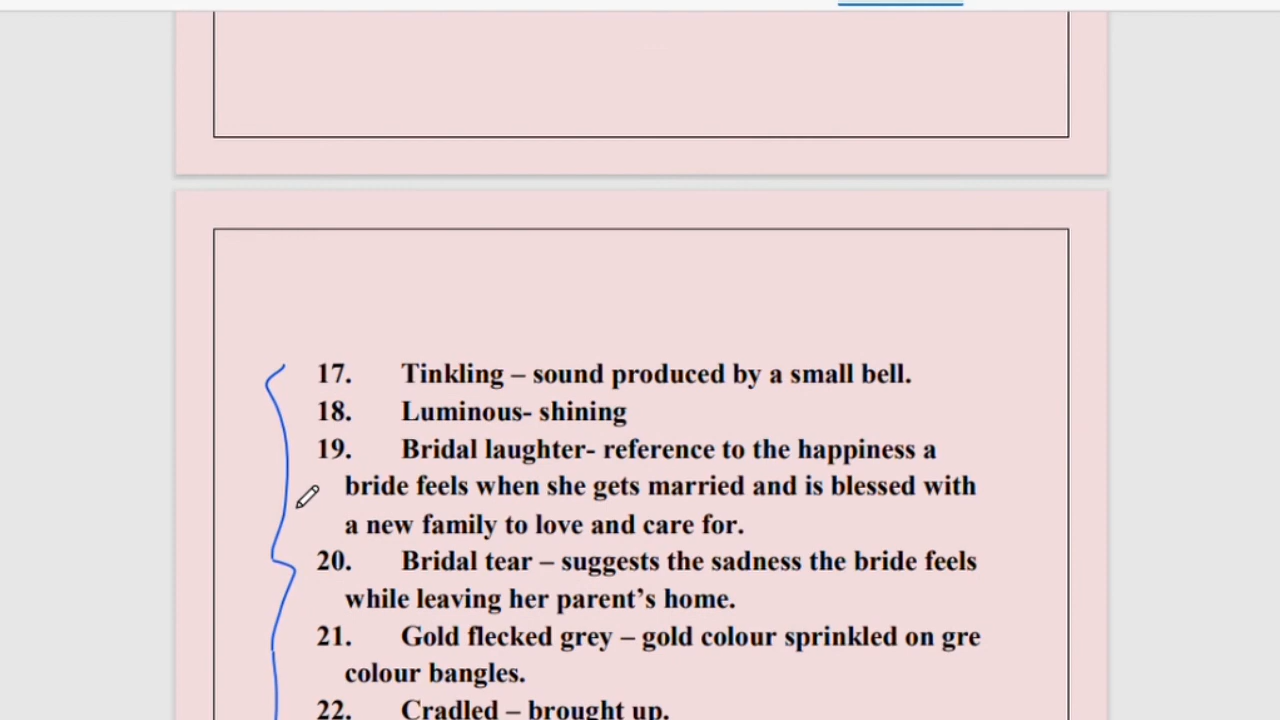 17. Tinkling – sound produced by a small bell.
18. Luminous- shining
19. Bridal laughter- reference to the happiness a
bride feels when she gets married and is blessed with
a new family to love and care for.
20. Bridal tear – suggests the sadness the bride feels
while leaving her parent’s home.
21. Gold flecked grey – gold colour sprinkled on gre
colour bangles.
22. Cradled – brought up.